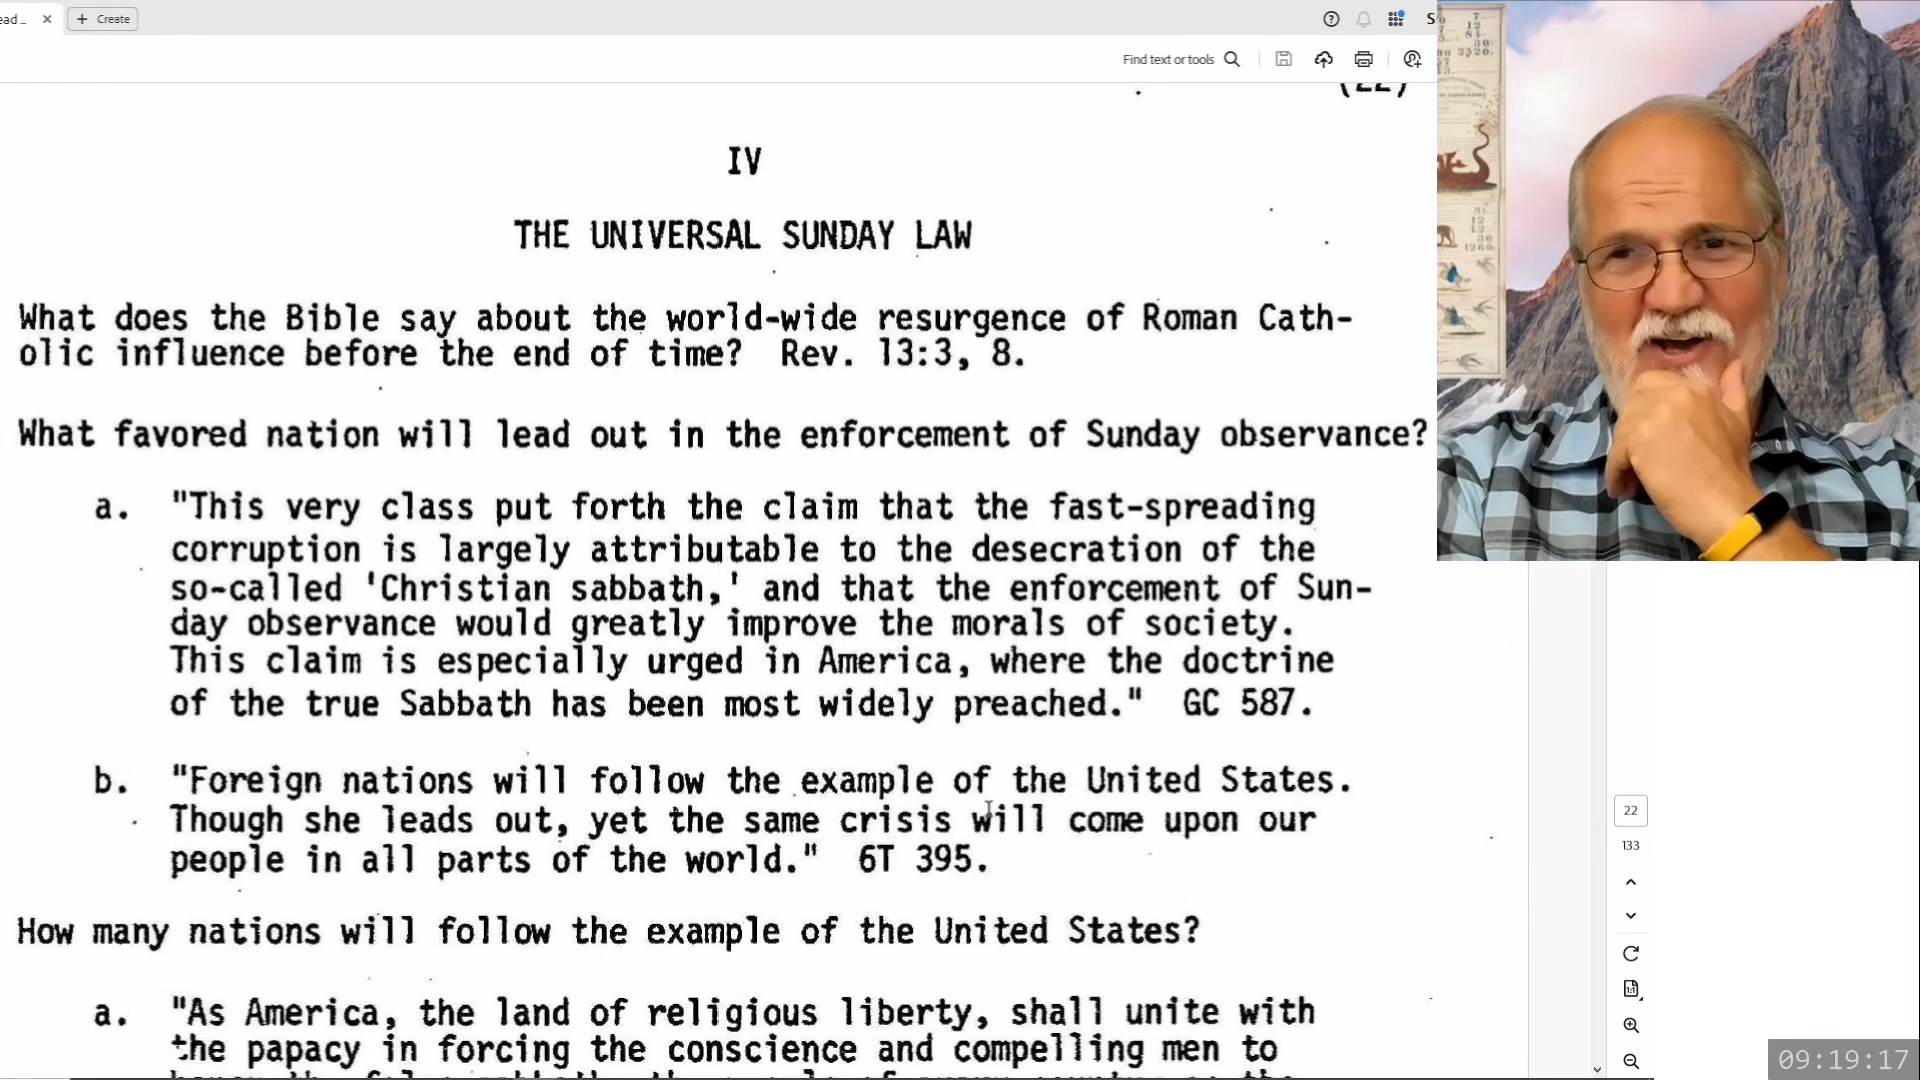 ead_
Create
Find text or tools
IV
THE UNIVERSAL SUNDAY LAW
What does the Bible say about the world-wide resurgence of Roman Cath-
olic influence before the end of time? Rev. 13:3, 8.
What favored nation will lead out in the enforcement of Sunday observance?
a. "This very class put forth the claim that the fast-spreading
corruption is largely attributable to the desecration of the
so-called 'Christian sabbath,' and that the enforcement of Sun-
day observance would greatly improve the morals of society.
This claim is especially urged in America, where the doctrine
of the true Sabbath has been most widely preached." GC 587.
b. "Foreign nations will follow the example of the United States.
Though she leads out, yet the same crisis will come upon our
people in all parts of the world." 6T 395.
How many nations will follow the example of the United States?
a. "As America, the land of religious liberty, shall unite with
the papacy in forcing the conscience and compelling men to
22
133
09:19:17